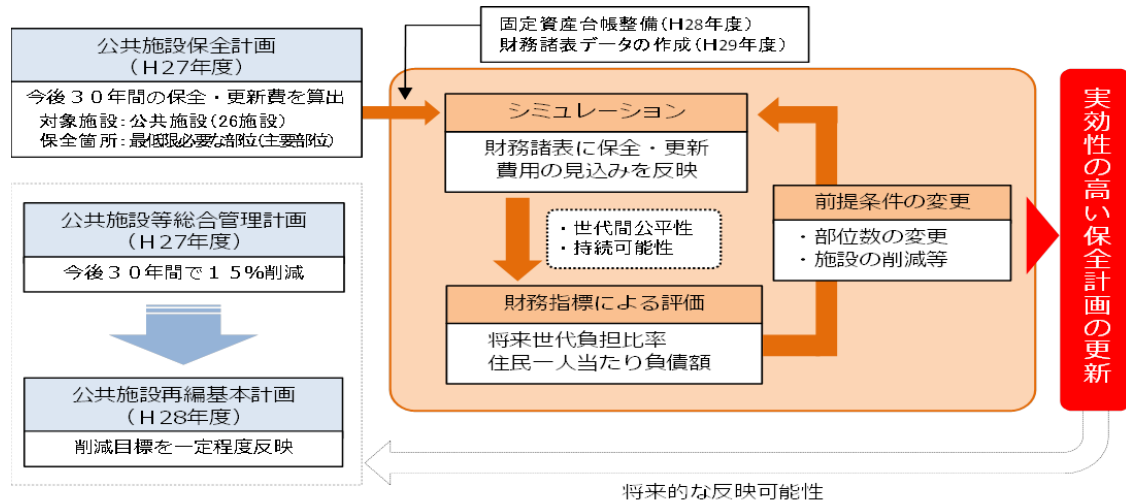 固定資産台帳整備(H28年度)
財務諸表データの作成(H29年度)
公共施設保全計画
(H27年度)
今後３０年間の保全・更新費を算出
対象施設：公共施設(26施設)
保全箇所：最低限必要な部位(主要部位)
シミュレーション
財務諸表に保全・更新
費用の見込みを反映
・世代間公平性
・持続可能性
財務指標による評価
将来世代負担比率
住民一人当たり負債額
前提条件の変更
・部位数の変更
・施設の削減等
実効性の高い保全計画の更新
公共施設等総合管理計画
(H27年度)
今後３０年間で１５%削減
公共施設再編基本計画
(H28年度)
削減目標を一定程度反映
将来的な反映可能性